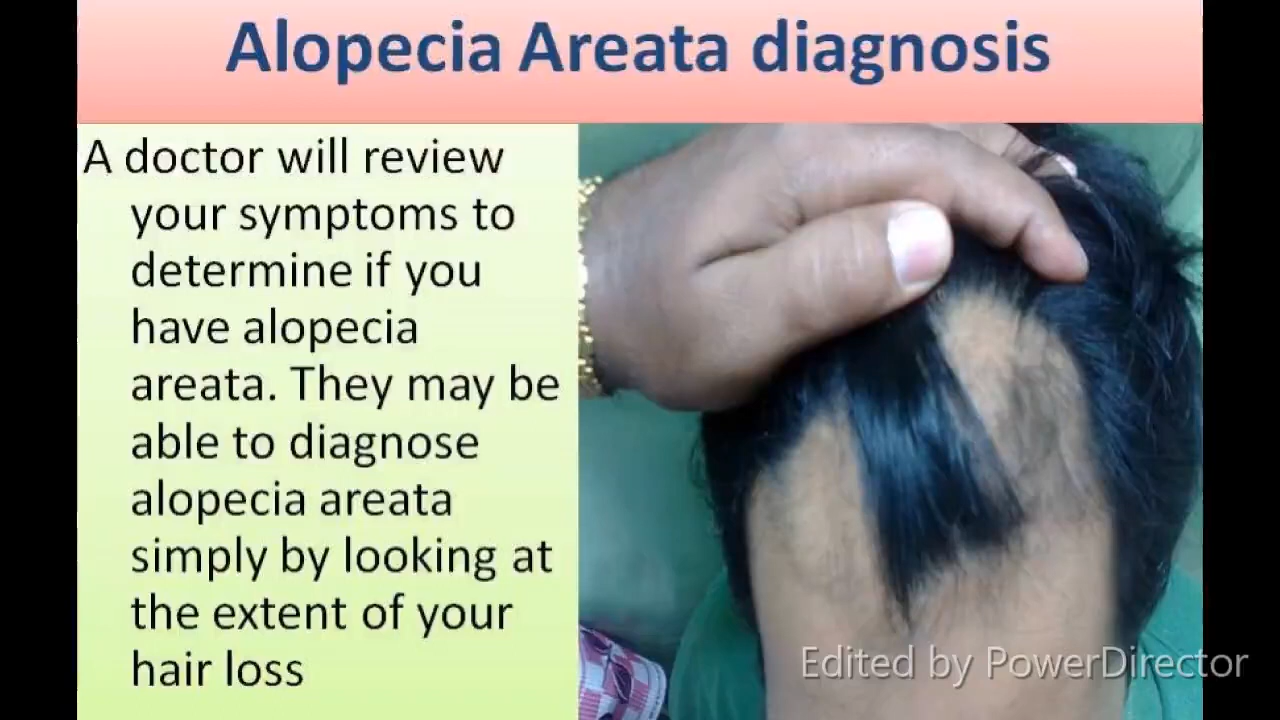 Alopecia Areata diagnosis
A doctor will review
your symptoms to
determine if you
have alopecia
areata. They may be
able to diagnose
alopecia areata
simply by looking at
the extent of your
hair loss
Edited by PowerDirector